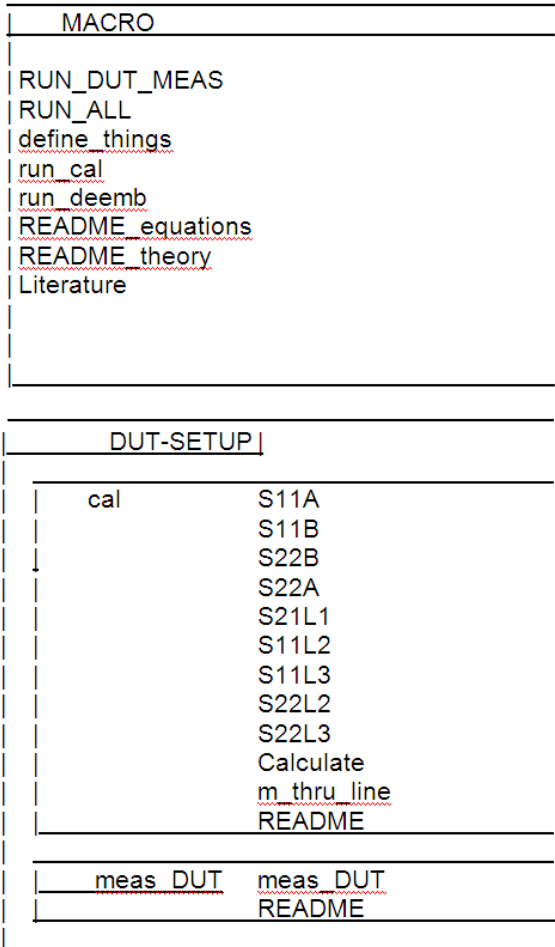 MACRO
RUN_DUT_MEAS
RUN_ALL
define_things
run_cal
run_deemb
README_equations
README_theory
Literature
DUT-SETUP
cal S11A
S11B
S22B
S22A
S21L1
S11L2
S11L3
S22L2
S22L3
Calculate
m_thru_line
README
meas_DUT meas_DUT
README